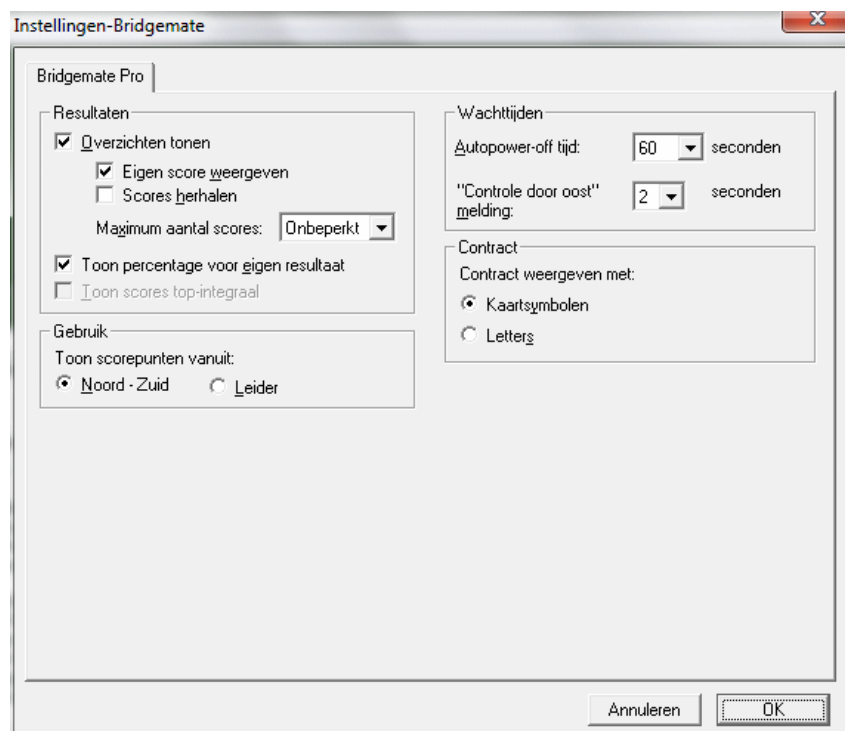 Instellingen-Bridgemate
Bridgemate Pro
Resultaten
Overzichten tonen
Eigen score weergeven
Scores herhalen
Maximum aantal scores: Onbeperkt
Toon percentage voor eigen resultaat
Toon scores top-integraal
Gebruik
Toon scorepunten vanuit:
Noord - Zuid Leider
Wachttijden
Autopower-off tijd: 60 seconden
"Controle door oost" 2 seconden
melding:
Contract
Contract weergeven met:
Kaartsymbolen
Letters
Annuleren OK